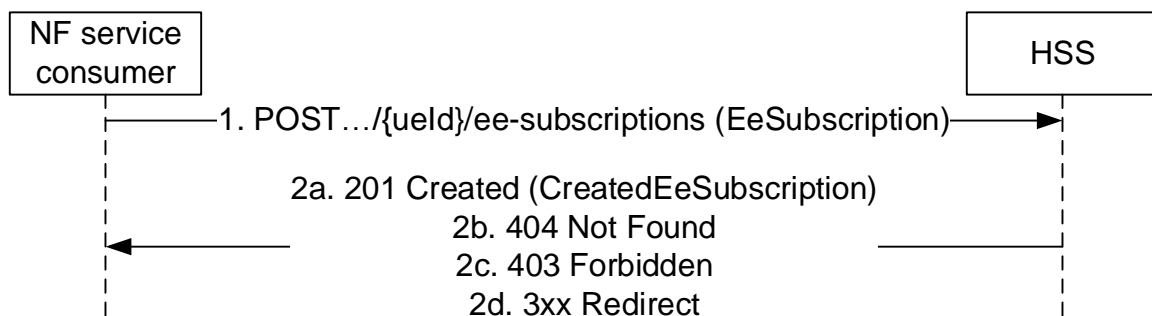 NF service
consumer
HSS
1. POST…/{ueId}/ee-subscriptions (EeSubscription)
2a. 201 Created (CreatedEeSubscription)
2b. 404 Not Found
2c. 403 Forbidden
2d. 3xx Redirect